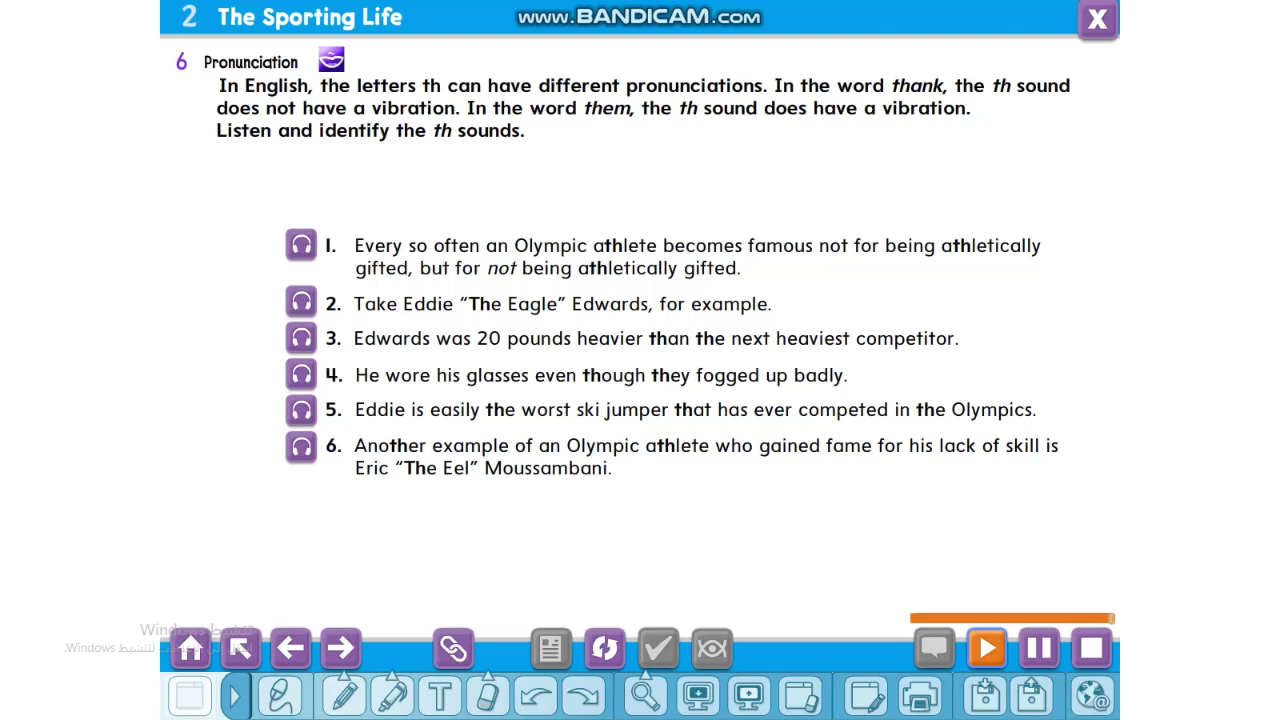 2 The Sporting Life
www.BANDICAM.com
X
6 Pronunciation
In English, the letters th can have different pronunciations. In the word thank, the th sound
does not have a vibration. In the word them, the th sound does have a vibration.
Listen and identify the th sounds.
1. Every so often an Olympic athlete becomes famous not for being athletically
gifted, but for not being athletically gifted.
2. Take Eddie “The Eagle” Edwards, for example.
3. Edwards was 20 pounds heavier than the next heaviest competitor.
4. He wore his glasses even though they fogged up badly.
5. Eddie is easily the worst ski jumper that has ever competed in the Olympics.
6. Another example of an Olympic athlete who gained fame for his lack of skill is
Eric “The Eel” Moussambani.
تنشيط Windows
لتنشيط Windows.
T